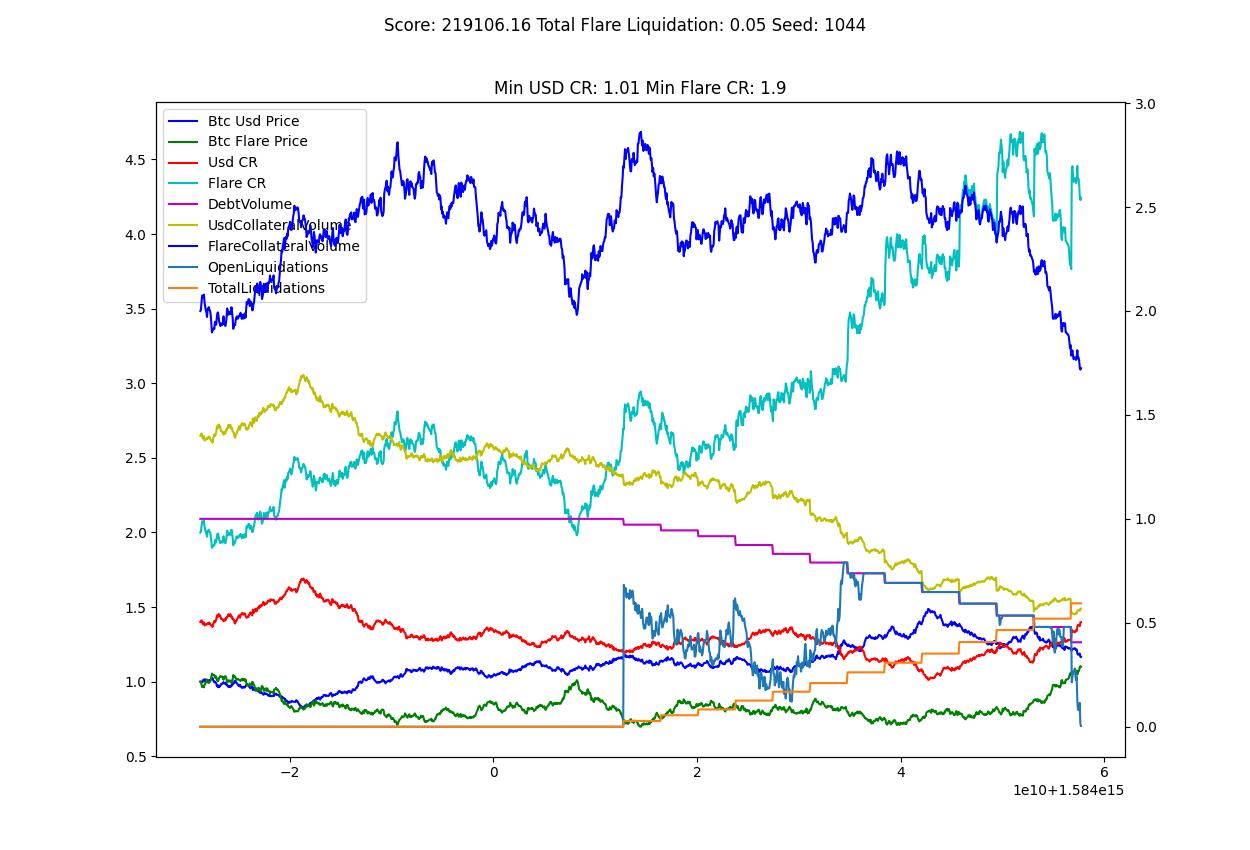 Score: 219106.16 Total Flare Liquidation: 0.05 Seed: 1044
Min USD CR: 1.01 Min Flare CR: 1.9
Btc Usd Price
Btc Flare Price
Usd CR
Flare CR
DebtVolume
UsdCollateralVolume
FlareCollateralVolume
OpenLiquidations
TotalLiquidations
4.5
4.0
3.5
3.0
2.5
2.0
1.5
1.0
0.5
3.0
2.5
2.0
1.5
1.0
0.5
0.0
−2
0
2
4
6
1e10+1.584e15